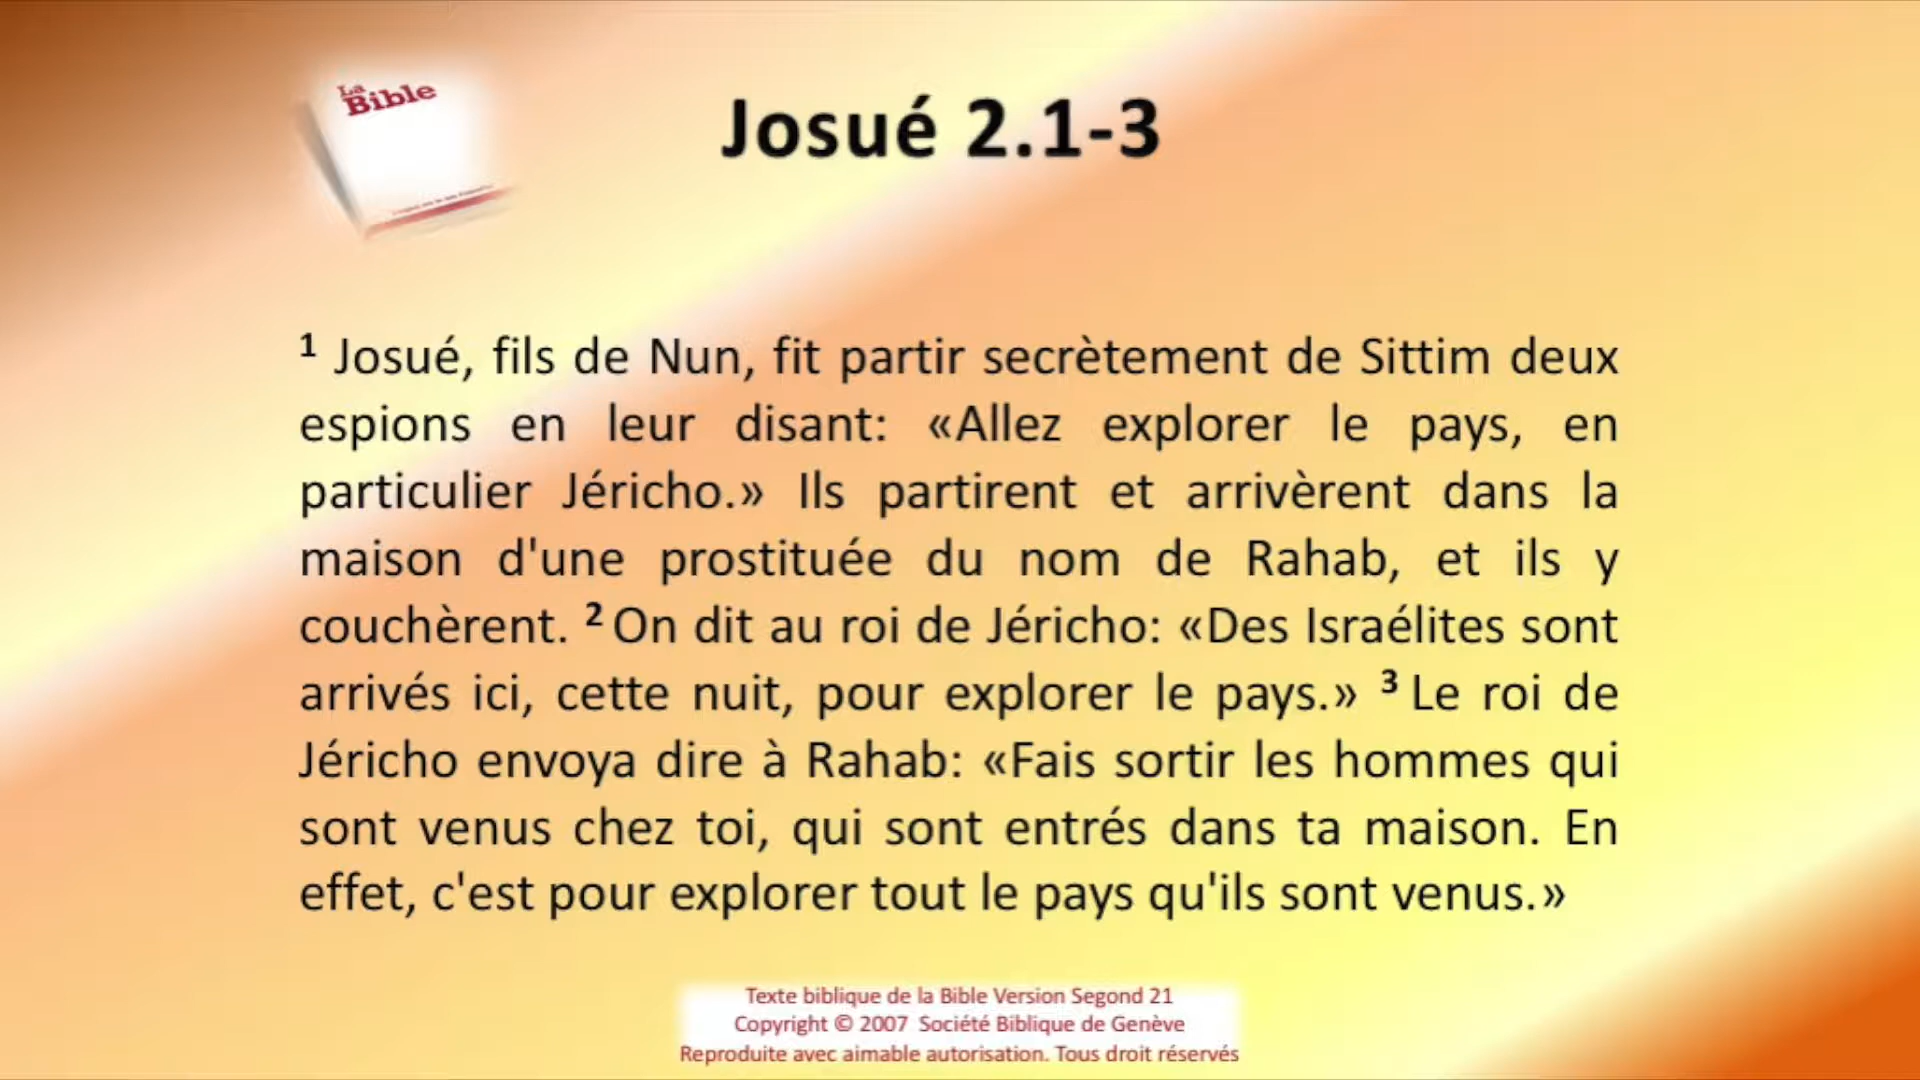 La
Bible
Josué 2.1-3
1 Josué, fils de Nun, fit partir secrètement de Sittim deux
espions en leur disant: «Allez explorer le pays, en
particulier Jéricho.» Ils partirent et arrivèrent dans la
maison d'une prostituée du nom de Rahab, et ils y
couchèrent. 2 On dit au roi de Jéricho: «Des Israélites sont
arrivés ici, cette nuit, pour explorer le pays.» 3 Le roi de
Jéricho envoya dire à Rahab: «Fais sortir les hommes qui
sont venus chez toi, qui sont entrés dans ta maison. En
effet, c'est pour explorer tout le pays qu'ils sont venus.»
Texte biblique de la Bible Version Segond 21
Copyright © 2007 Société Biblique de Genève
Reproduite avec aimable autorisation. Tous droit réservés